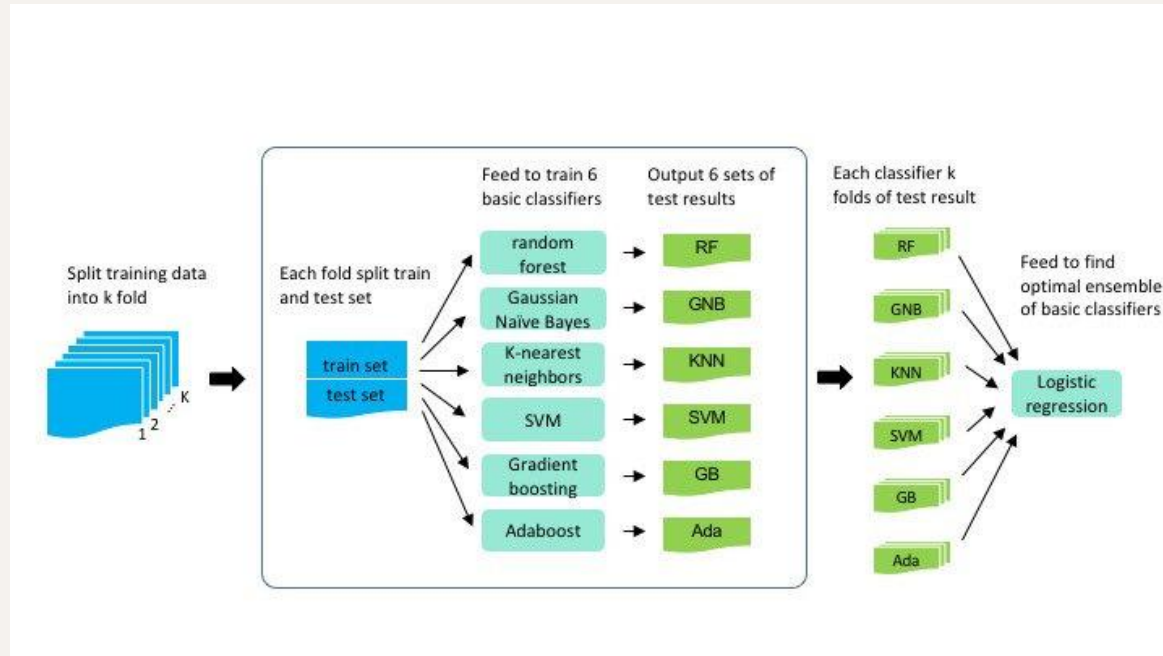 Split training data
into k fold
1
2
K
Each fold split train
and test set
train set
test set
Feed to train 6
basic classifiers
random
forest
Gaussian
Naïve Bayes
K-nearest
neighbors
SVM
Gradient
boosting
Adaboost
Output 6 sets of
test results
RF
GNB
KNN
SVM
GB
Ada
Each classifier k
folds of test result
RF
GNB
KNN
SVM
GB
Ada
Feed to find
optimal ensemble
of basic classifiers
Logistic
regression